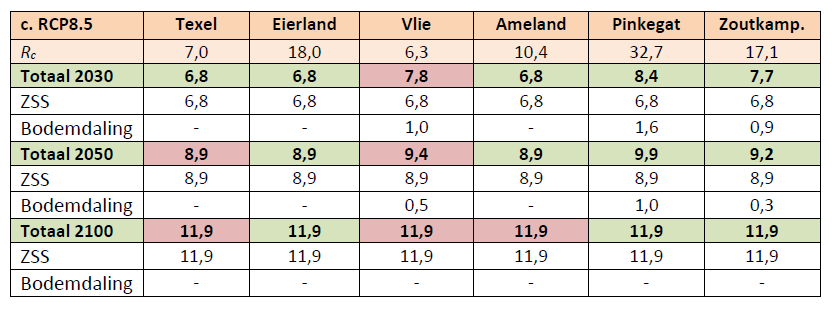 c. RCP8.5 Texel Eierland Vlie Ameland Pinkegat Zoutkamp.
Rc 7,0 18,0 6,3 10,4 32,7 17,1
Totaal 2030 6,8 6,8 7,8 6,8 8,4 7,7
ZSS 6,8 6,8 6,8 6,8 6,8 6,8
Bodemdaling - - 1,0 - 1,6 0,9
Totaal 2050 8,9 8,9 9,4 8,9 9,9 9,2
ZSS 8,9 8,9 8,9 8,9 8,9 8,9
Bodemdaling - - 0,5 - 1,0 0,3
Totaal 2100 11,9 11,9 11,9 11,9 11,9 11,9
ZSS 11,9 11,9 11,9 11,9 11,9 11,9
Bodemdaling - - - - - -